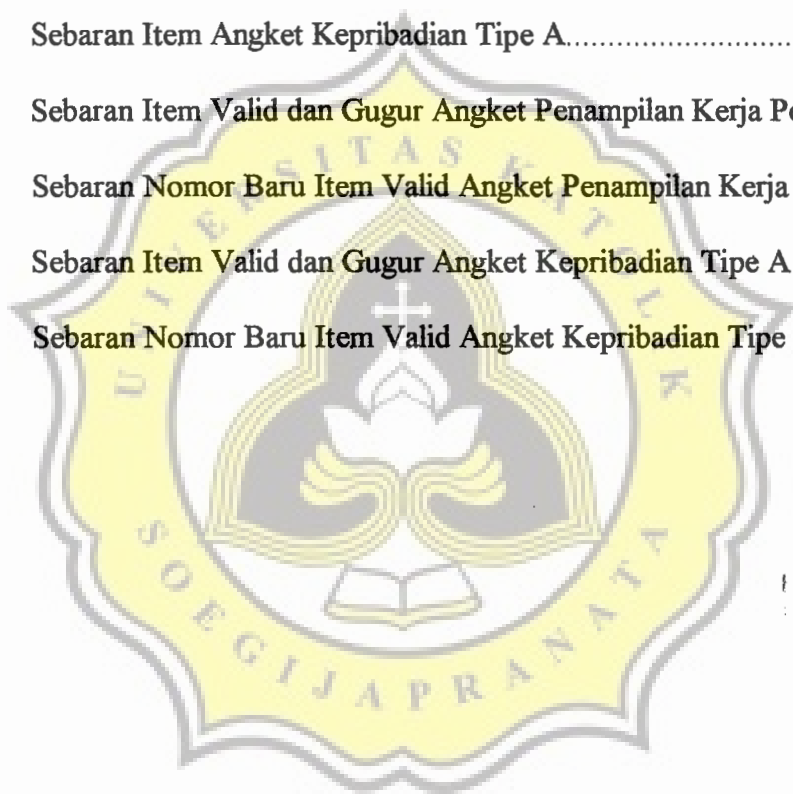 Sebaran Item Angket Kepribadian Tipe A..............................
Sebaran Item Valid dan Gugur Angket Penampilan Kerja
Sebaran Nomor Baru Item Valid Angket Penampilan Kerja
Sebaran Item Valid dan Gugur Angket Kepribadian Tipe A
Sebaran Nomor Baru Item Valid Angket Kepribadian Tipe
UNIVERSITAS KATOLIK
SOEGIJAPRANATA